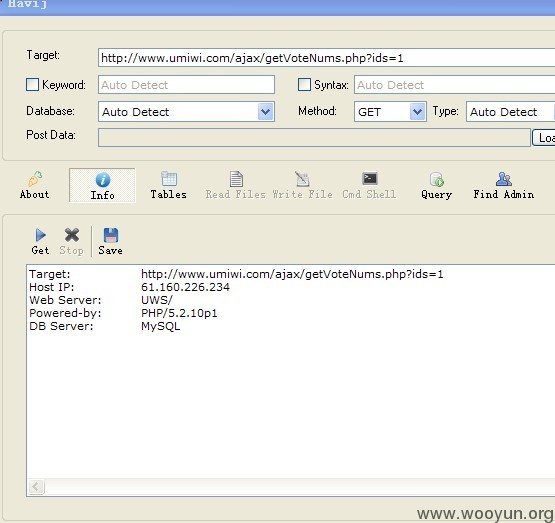 Havij
Target: http://www.umiwi.com/ajax/getVoteNums.php?ids=1
Keyword: Auto Detect Syntax: Auto Detect
Database: Auto Detect Method: GET Type: Auto Detect
Post Data: Loa
About Info Tables Read Files Write File Cmd Shell Query Find Admin
Get Stop Save
Target: http://www.umiwi.com/ajax/getVoteNums.php?ids=1
Host IP: 61.160.226.234
Web Server: UWS/
Powered-by: PHP/5.2.10p1
DB Server: MySQL
www.wooyun.org